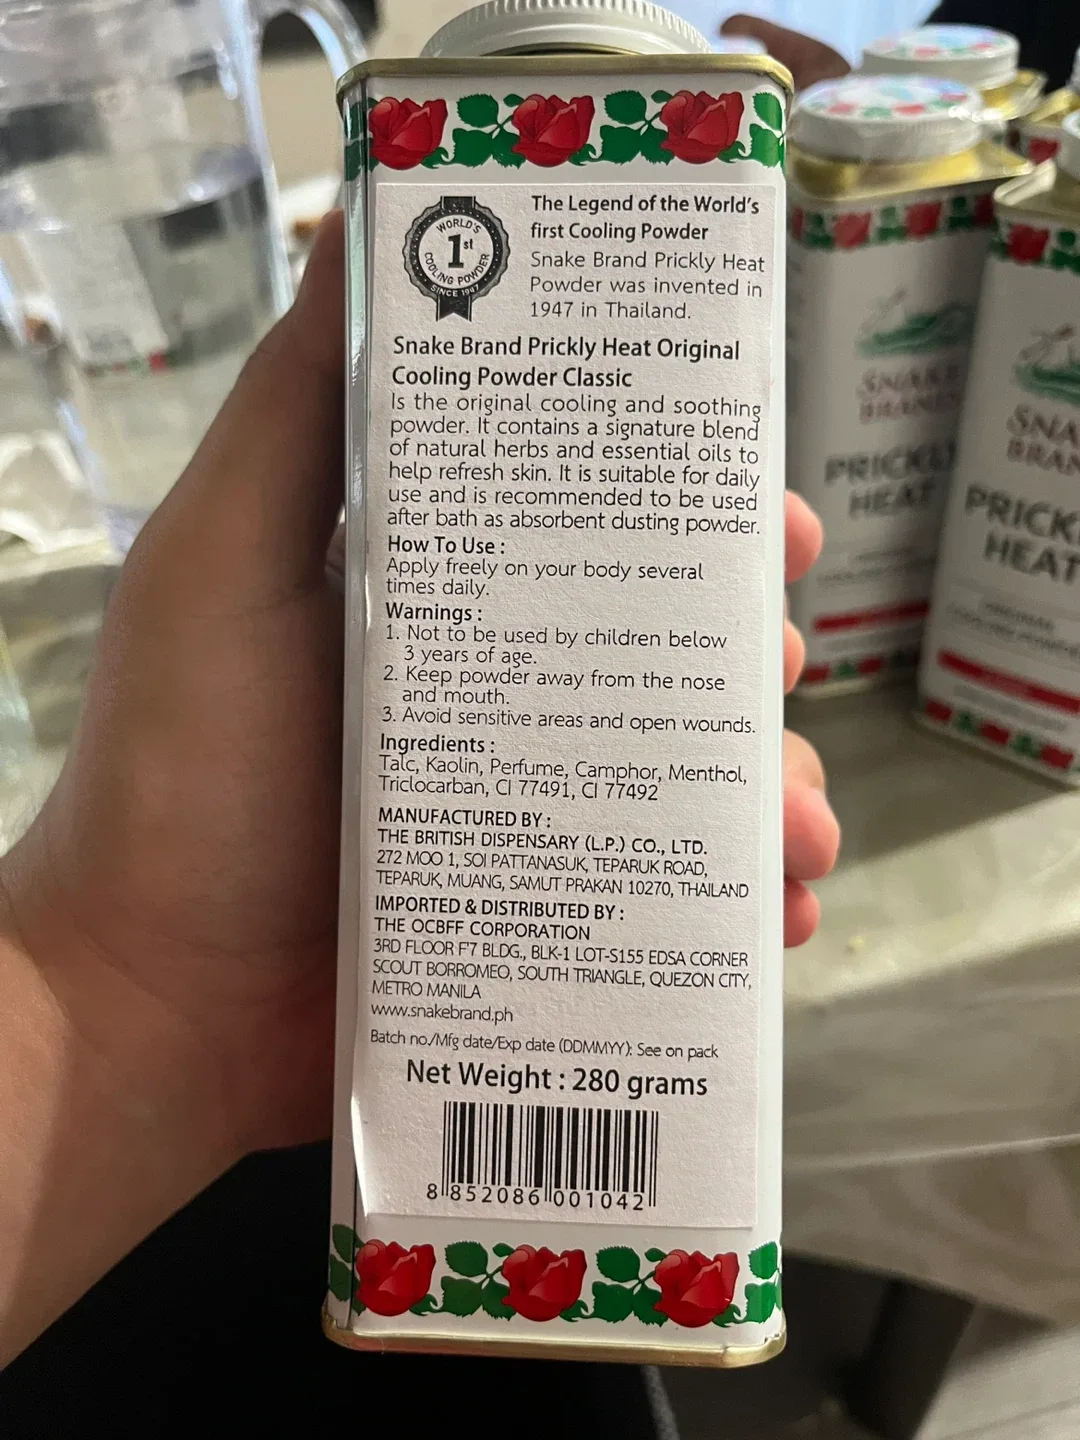 WORLD'S
1st
COOLING POWDER
SINCE 1947
The Legend of the World's
first Cooling Powder
Snake Brand Prickly Heat
Powder was invented in
1947 in Thailand.
Snake Brand Prickly Heat Original
Cooling Powder Classic
Is the original cooling and soothing
powder. It contains a signature blend
of natural herbs and essential oils to
help refresh skin. It is suitable for daily
use and is recommended to be used
after bath as absorbent dusting powder.
How To Use :
Apply freely on your body several
times daily.
Warnings :
1. Not to be used by children below
3 years of age.
2. Keep powder away from the nose
and mouth.
3. Avoid sensitive areas and open wounds.
Ingredients :
Talc, Kaolin, Perfume, Camphor, Menthol,
Triclocarban, CI 77491, CI 77492
MANUFACTURED BY :
THE BRITISH DISPENSARY (L.P.) CO., LTD.
272 MOO 1, SOI PATTANASUK, TEPARUK ROAD,
TEPARUK, MUANG, SAMUT PRAKAN 10270, THAILAND
IMPORTED & DISTRIBUTED BY :
THE OCBFF CORPORATION
3RD FLOOR F7 BLDG., BLK-1 LOT-S155 EDSA CORNER
SCOUT BORROMEO, SOUTH TRIANGLE, QUEZON CITY,
METRO MANILA
www.snakebrand.ph
Batch no./Mfg date/Exp date (DDMMYY): See on pack
Net Weight : 280 grams
8 852086 001042
SNAKE
BRAND
PRICKLY
HEAT
SNA
BRAN
PRICK
HEAT